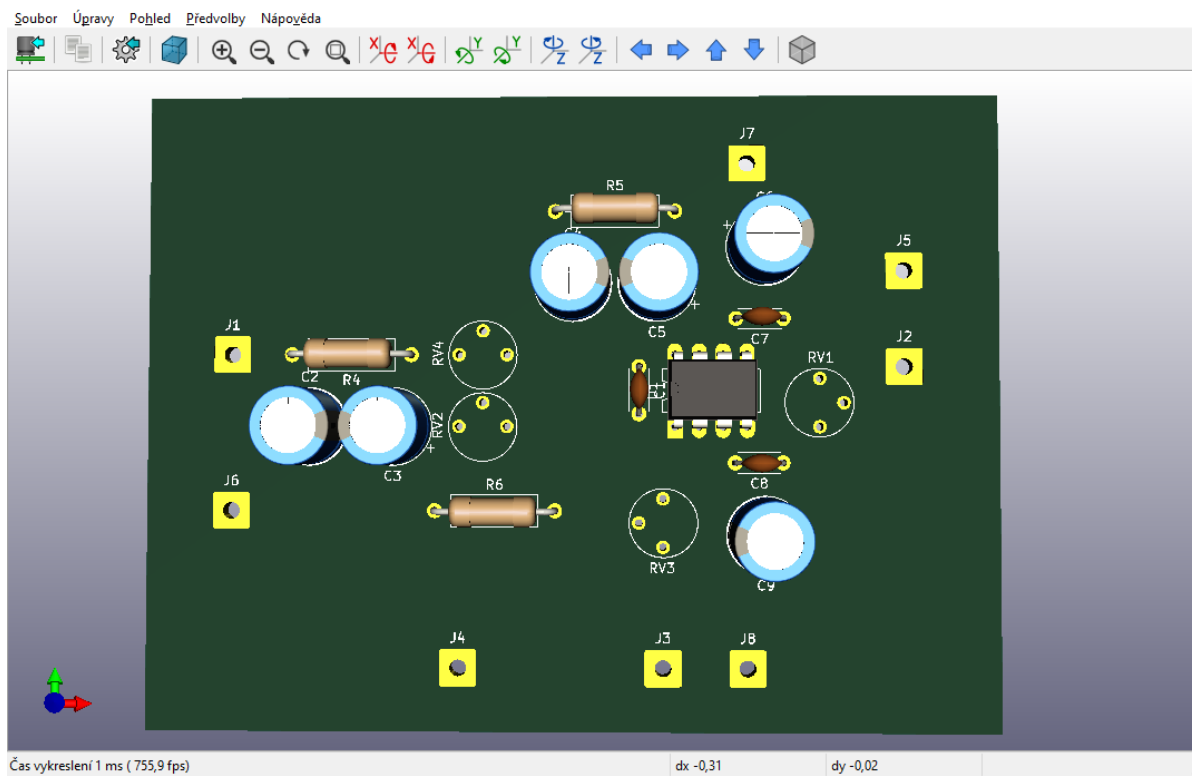 Soubor Úpravy Pohled Předvolby Nápověda
J7
R5
J5
C5
C7
J1
J2
RV1
RV4
C2
R4
RV2
C3
J6
R6
C8
RV3
C9
J4
J3
J8
Čas vykreslení 1 ms ( 755,9 fps)
dx -0,31
dy -0,02